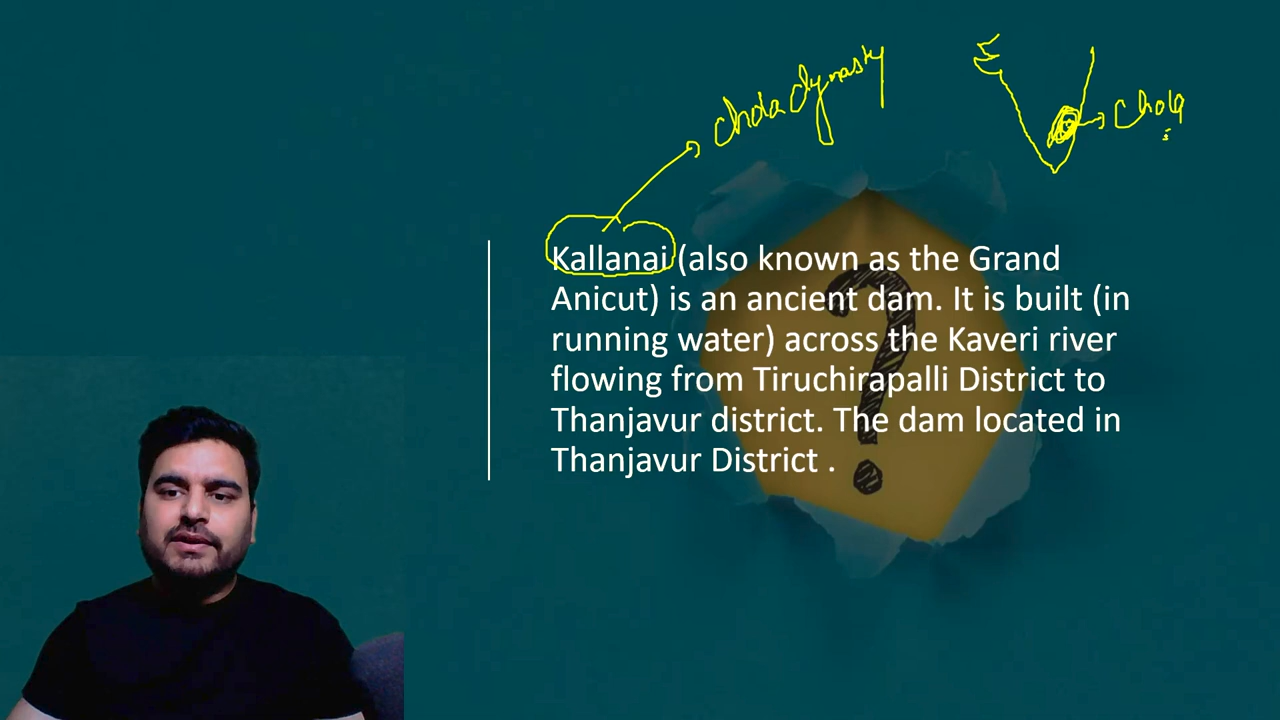 Chola dynasty
Chola
Kallanai (also known as the Grand
Anicut) is an ancient dam. It is built (in
running water) across the Kaveri river
flowing from Tiruchirapalli District to
Thanjavur district. The dam located in
Thanjavur District .